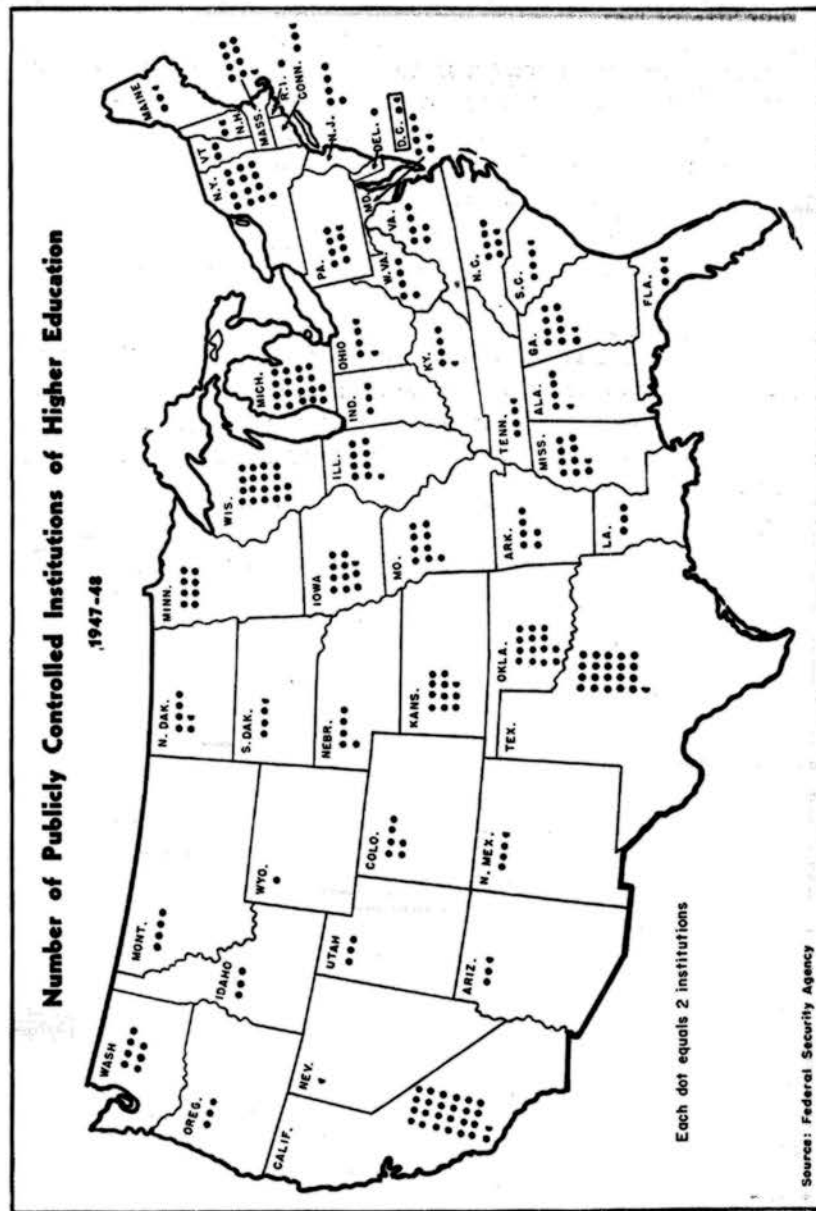 Number of Publicly Controlled Institutions of Higher Education
1947-48
WASH
OREG.
CALIF.
NEV.
IDAHO
MONT.
WYO.
UTAH
ARIZ.
COLO.
N. MEX.
N. DAK.
S. DAK.
NEBR.
KANS.
OKLA.
TEX.
MINN.
IOWA
MO.
ARK.
LA.
WIS.
ILL.
MICH.
IND.
OHIO
KY.
TENN.
MISS.
ALA.
GA.
FLA.
S.C.
N.C.
VA.
W.VA.
MD.
D.C.
DEL.
PA.
N.J.
N.Y.
CONN.
R.I.
MASS.
VT
N.H.
MAINE
Each dot equals 2 institutions
Source: Federal Security Agency